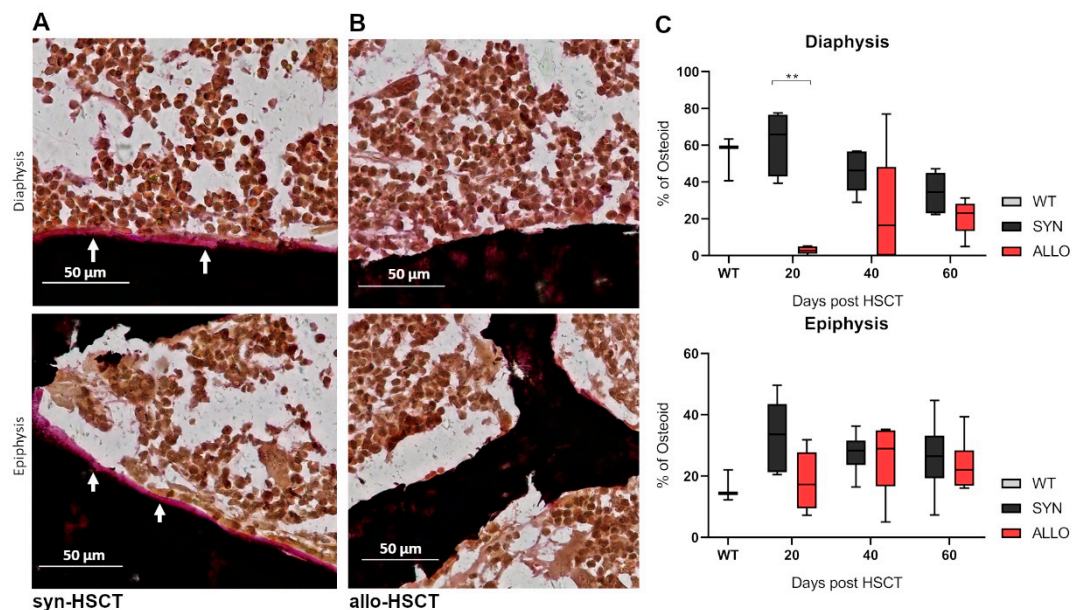 A
B
C
Diaphysis
50 µm
50 µm
Epiphysis
50 µm
50 µm
syn-HSCT
allo-HSCT
Diaphysis
**
100
80
60
40
20
0
% of Osteoid
WT
20
40
60
Days post HSCT
WT
SYN
ALLO
Epiphysis
60
40
20
0
% of Osteoid
WT
20
40
60
Days post HSCT
WT
SYN
ALLO